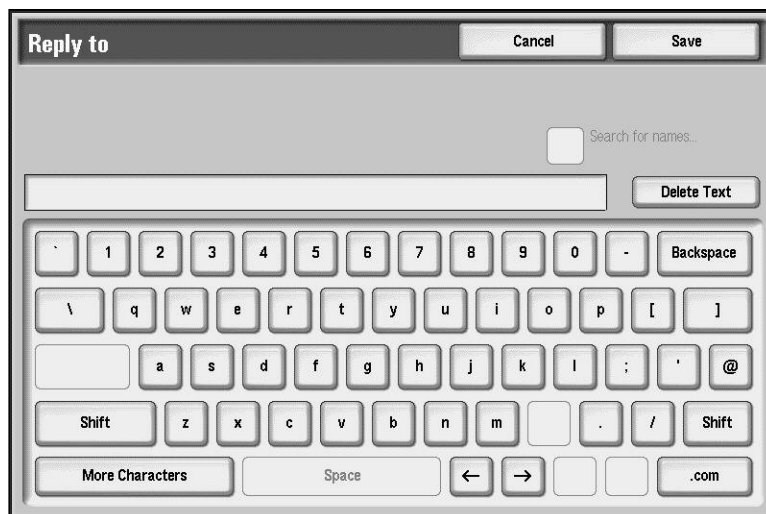 Reply to Cancel Save
Search for names...
Delete Text
` 1 2 3 4 5 6 7 8 9 0 - Backspace
\ q w e r t y u i o p [ ]
a s d f g h j k l ; ' @
Shift z x c v b n m . / Shift
More Characters Space ← → .com